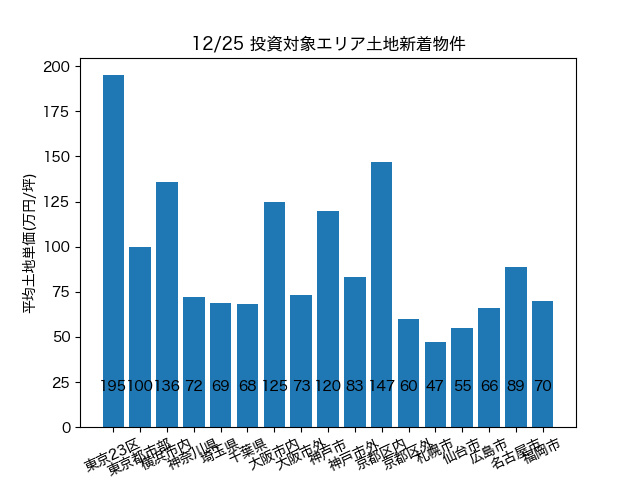 12/25 投資対象エリア土地新着物件
平均土地単価(万円/坪)
200
175
150
125
100
75
50
25
0
195 100 136 72 69 68 125 73 120 83 147 60 47 55 66 89 70
東京23区
東京都市部
横浜市内
神奈川県
埼玉県
千葉県
大阪市内
大阪市外
神戸市
神戸市外
京都区内
京都区外
札幌市
仙台市
広島市
名古屋市
福岡市